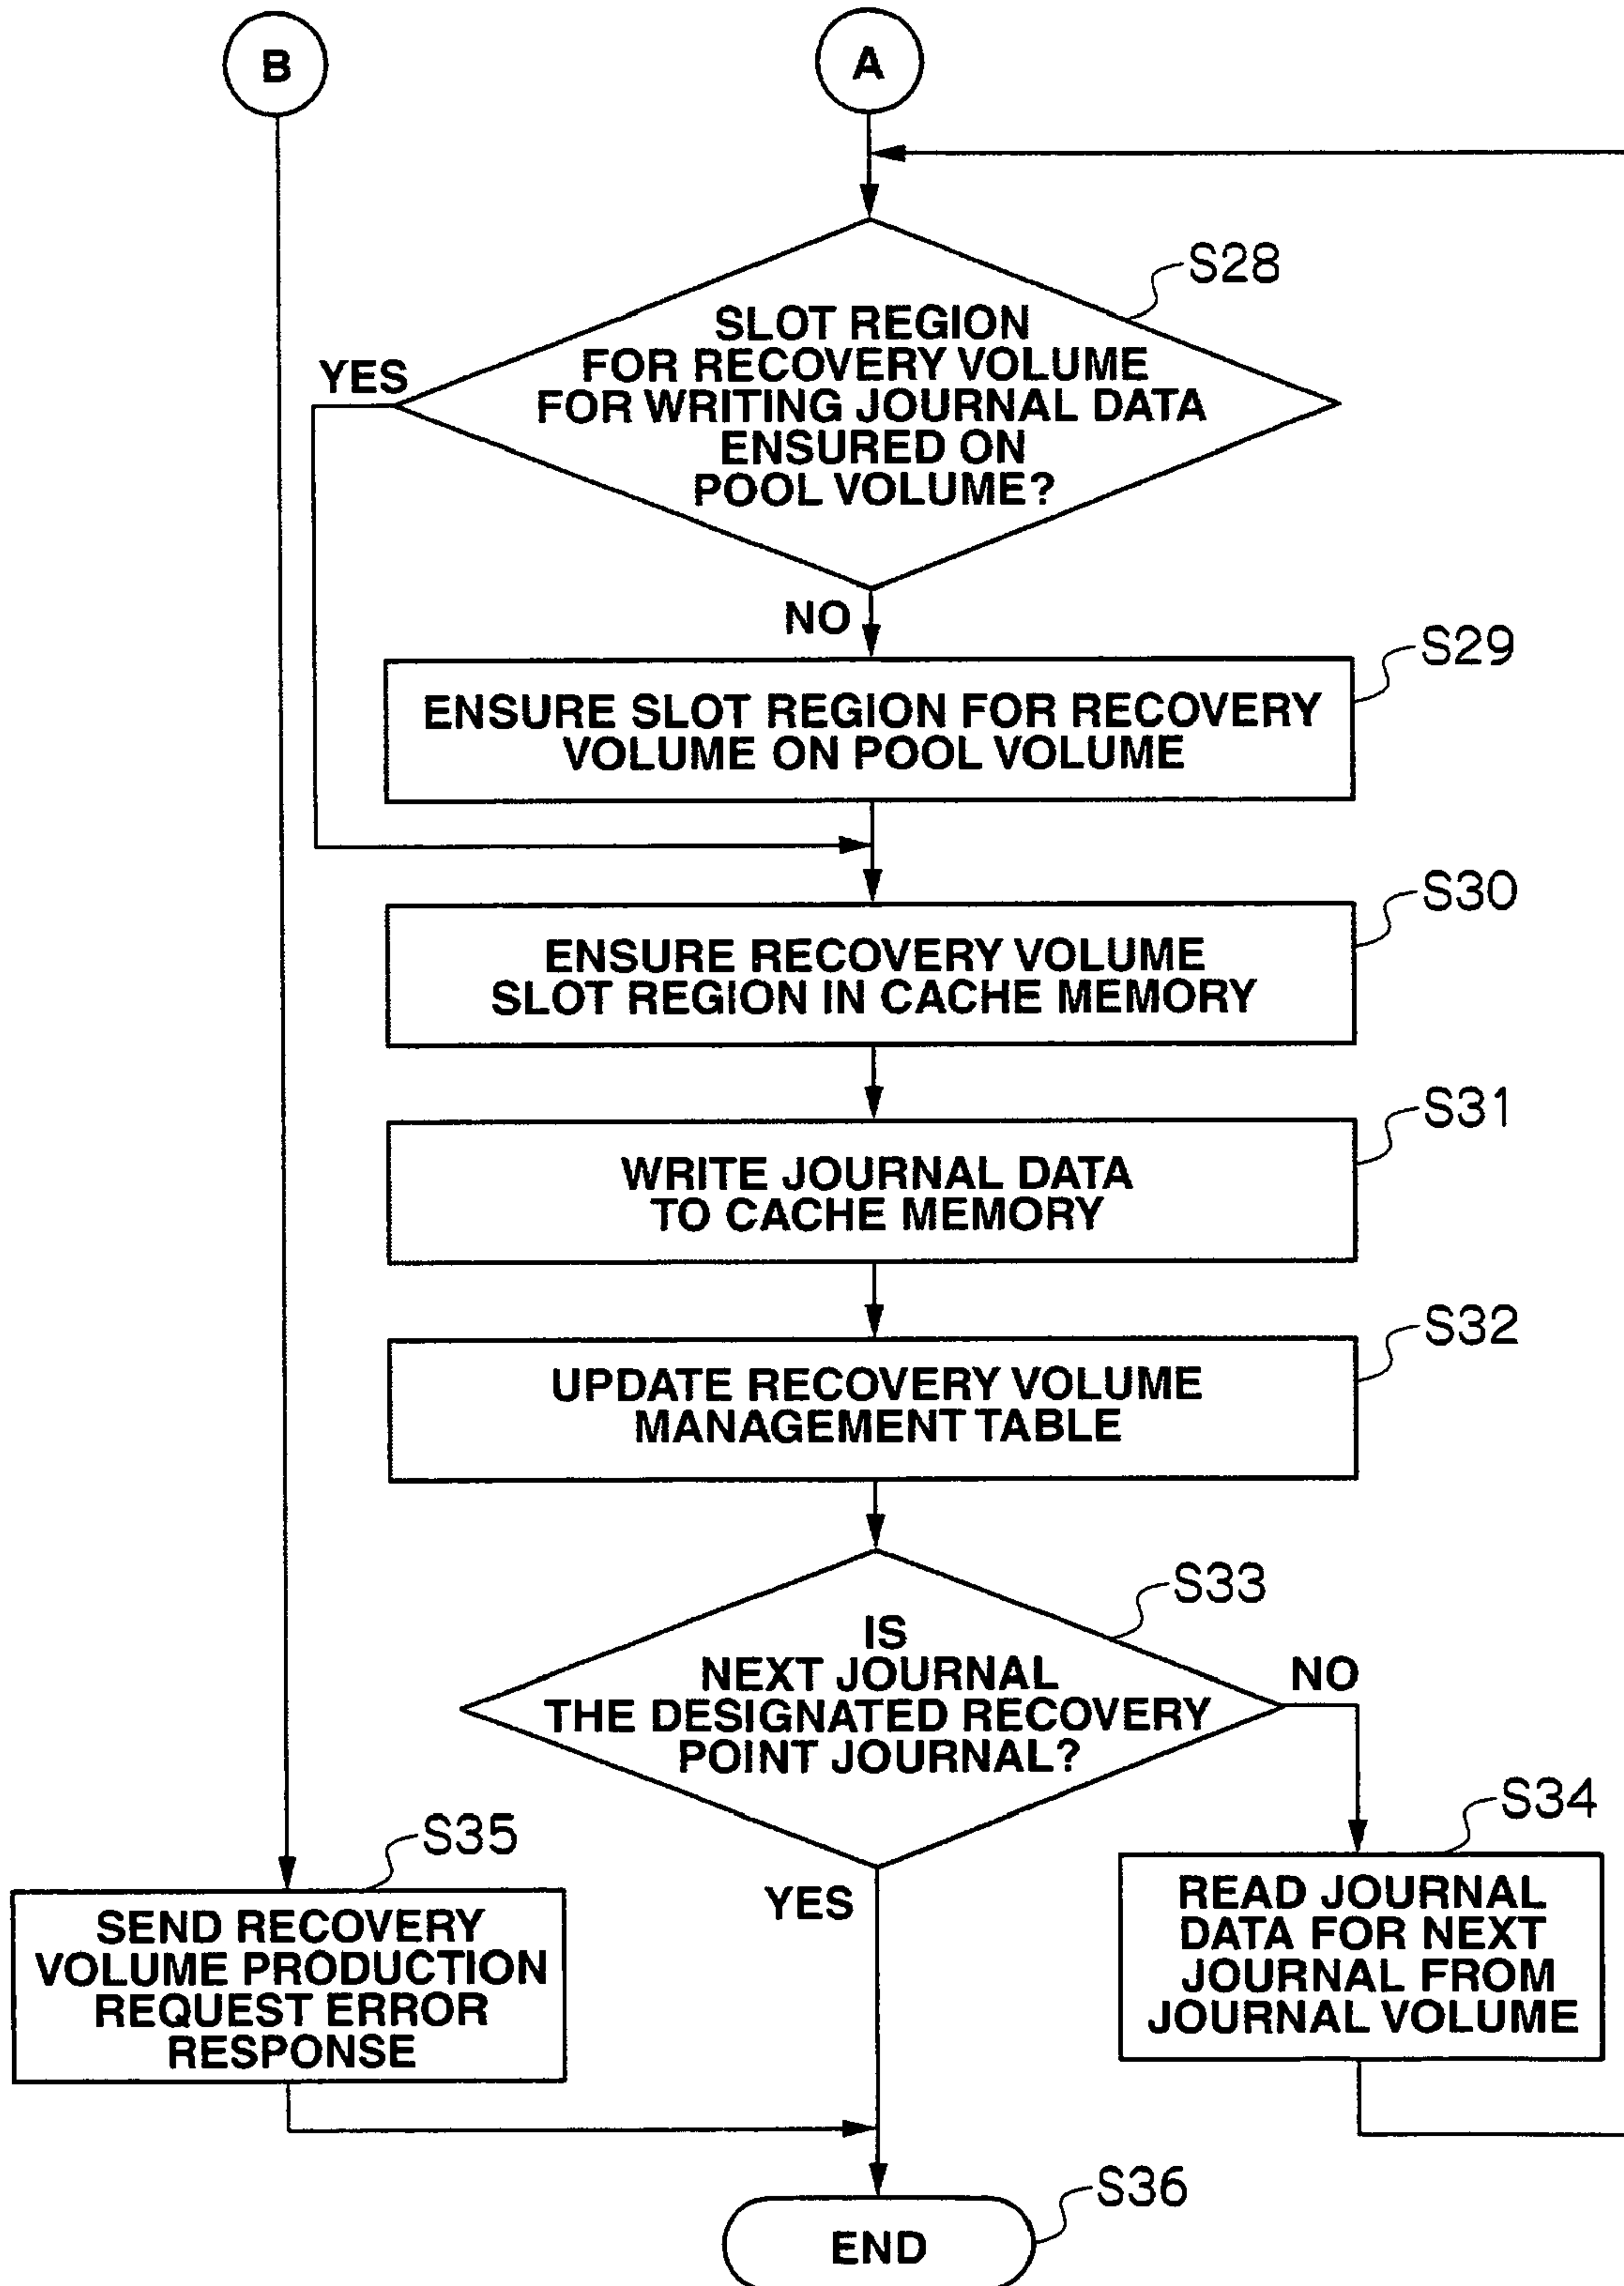 B
A
S28
SLOT REGION
FOR RECOVERY VOLUME
FOR WRITING JOURNAL DATA
ENSURED ON
POOL VOLUME?
YES
NO
S29
ENSURE SLOT REGION FOR RECOVERY
VOLUME ON POOL VOLUME
S30
ENSURE RECOVERY VOLUME
SLOT REGION IN CACHE MEMORY
S31
WRITE JOURNAL DATA
TO CACHE MEMORY
S32
UPDATE RECOVERY VOLUME
MANAGEMENT TABLE
S33
IS
NEXT JOURNAL
THE DESIGNATED RECOVERY
POINT JOURNAL?
NO
YES
S34
READ JOURNAL
DATA FOR NEXT
JOURNAL FROM
JOURNAL VOLUME
S35
SEND RECOVERY
VOLUME PRODUCTION
REQUEST ERROR
RESPONSE
S36
END